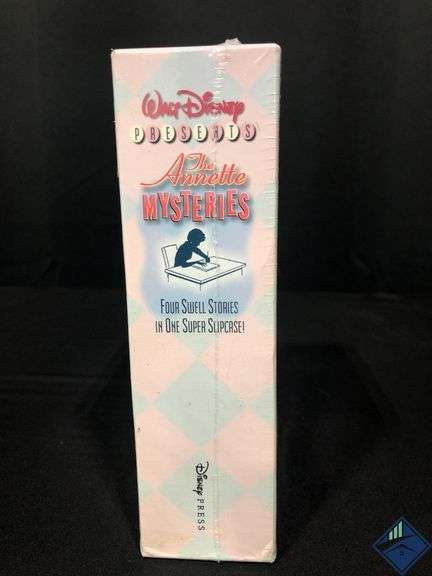 WALT DISNEY
PRESENTS
The
Annette
MYSTERIES
FOUR SWELL STORIES
IN ONE SUPER SLIPCASE!
DISNEY PRESS